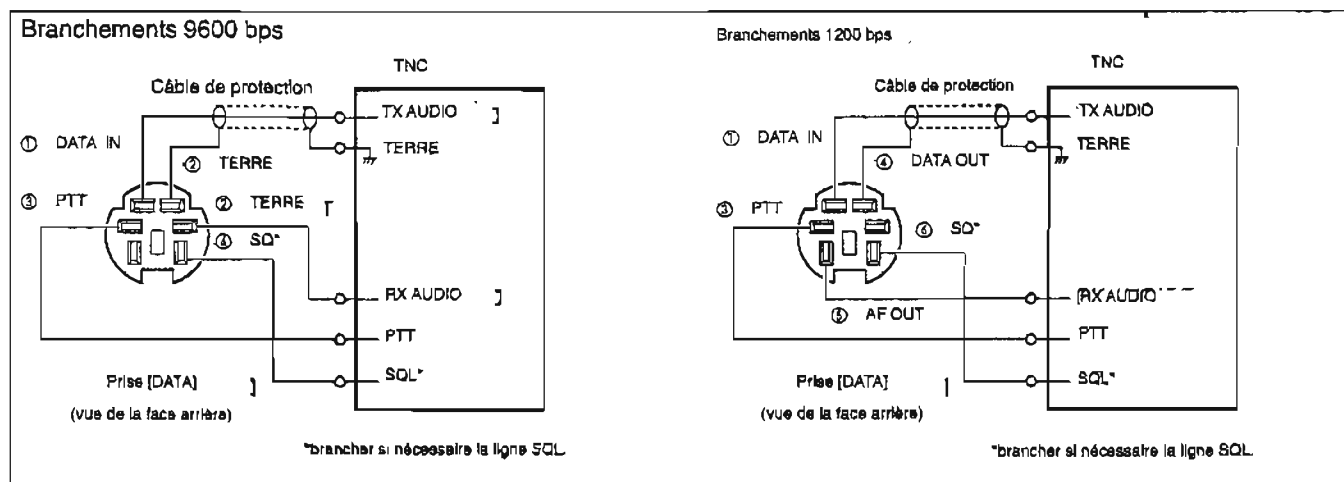 Branchements 9600 bps
TNC
Câble de protection
TX AUDIO
① DATA IN
② TERRE
TERRE
③ PTT
② TERRE
④ SQ*
RX AUDIO
PTT
SQL*
Prise [DATA]
(vue de la face arrière)
*brancher si nécessaire la ligne SQL.
Branchements 1200 bps
TNC
Câble de protection
TX AUDIO
① DATA IN
④ DATA OUT
TERRE
③ PTT
⑥ SQ*
RX AUDIO
⑤ AF OUT
PTT
SQL*
Prise [DATA]
(vue de la face arrière)
*brancher si nécessaire la ligne SQL.